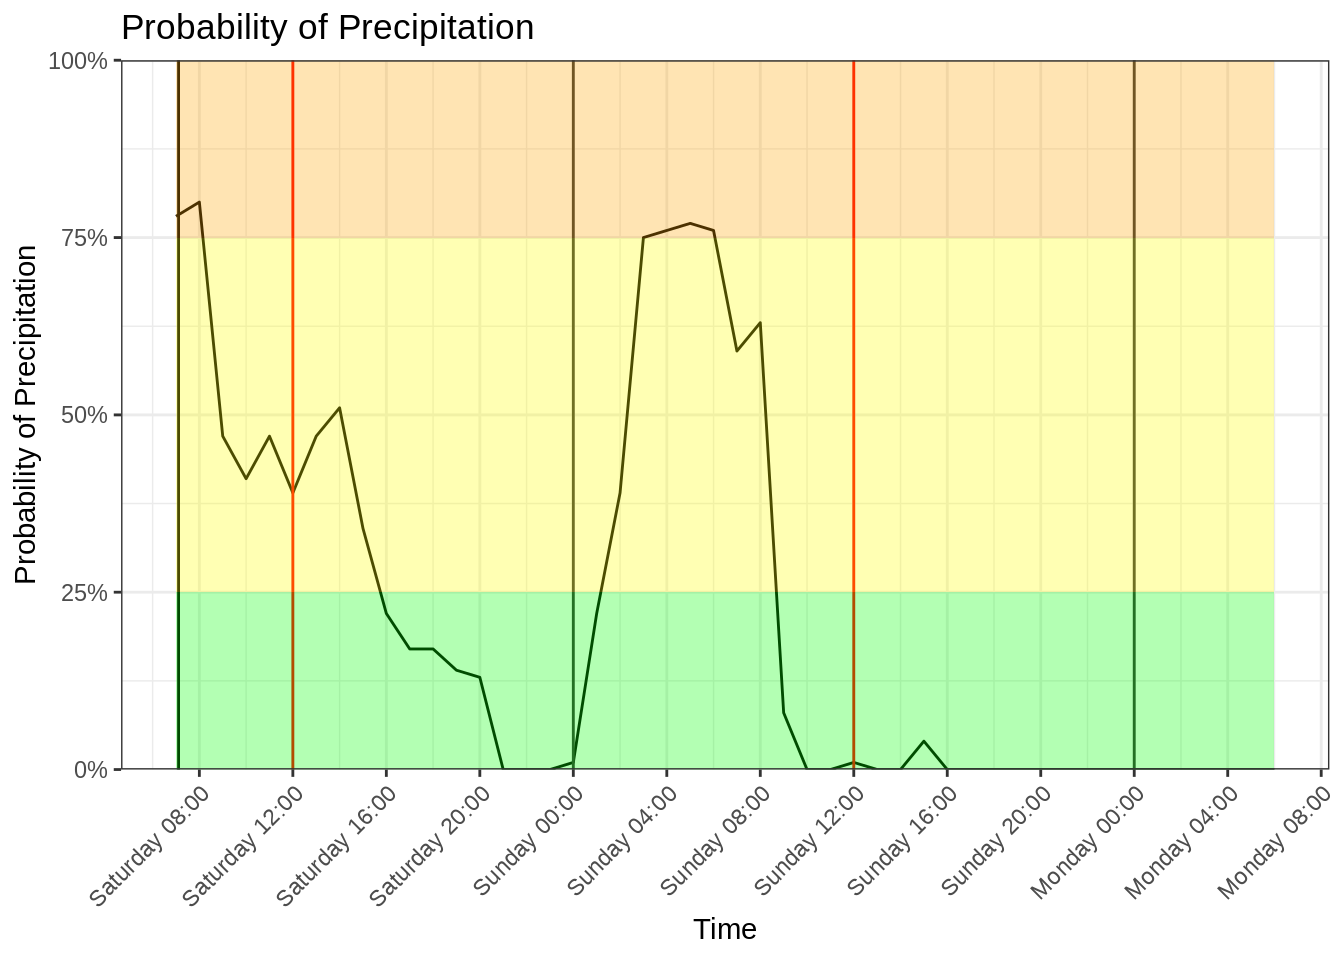 Probability of Precipitation
Probability of Precipitation
100%
75%
50%
25%
0%
Saturday 08:00
Saturday 12:00
Saturday 16:00
Saturday 20:00
Sunday 00:00
Sunday 04:00
Sunday 08:00
Sunday 12:00
Sunday 16:00
Sunday 20:00
Monday 00:00
Monday 04:00
Monday 08:00
Time